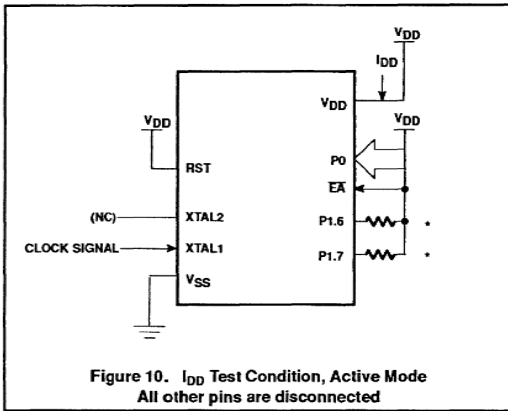 VDD
IDD
VDD
VDD
VDD
P0
RST
EA
(NC)
XTAL2
P1.6
*
CLOCK SIGNAL
XTAL1
P1.7
*
VSS
Figure 10. IDD Test Condition, Active Mode
All other pins are disconnected